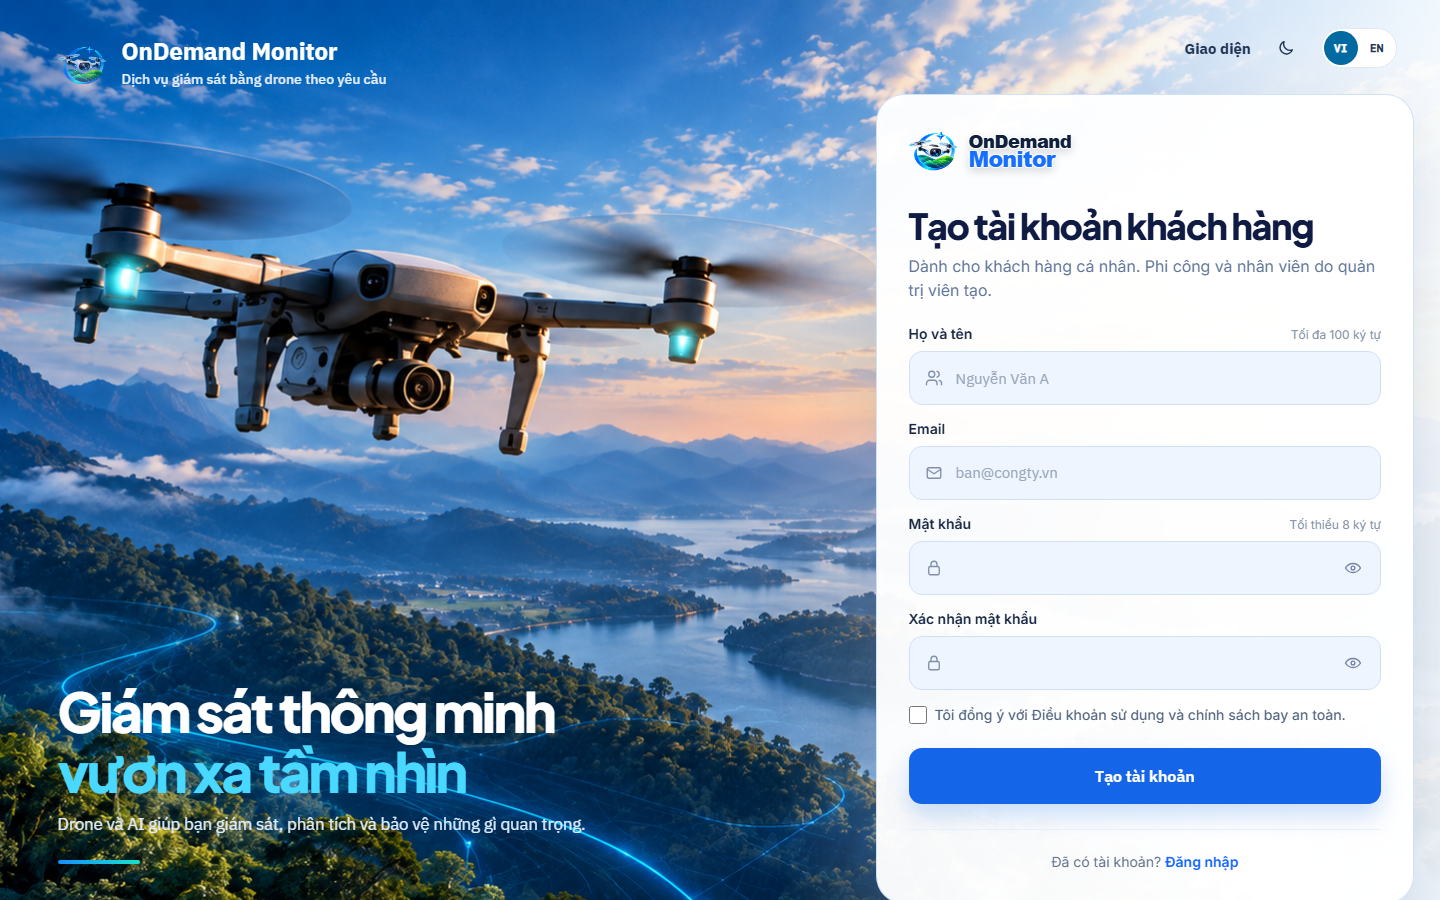 OnDemand Monitor
Dịch vụ giám sát bằng drone theo yêu cầu
Giao diện
VI
EN
OnDemand
Monitor
Tạo tài khoản khách hàng
Dành cho khách hàng cá nhân. Phi công và nhân viên do quản
trị viên tạo.
Họ và tên
Tối đa 100 ký tự
Nguyễn Văn A
Email
ban@congty.vn
Mật khẩu
Tối thiểu 8 ký tự
Xác nhận mật khẩu
Tôi đồng ý với Điều khoản sử dụng và chính sách bay an toàn.
Tạo tài khoản
Đã có tài khoản? Đăng nhập
Giám sát thông minh
vươn xa tầm nhìn
Drone và AI giúp bạn giám sát, phân tích và bảo vệ những gì quan trọng.